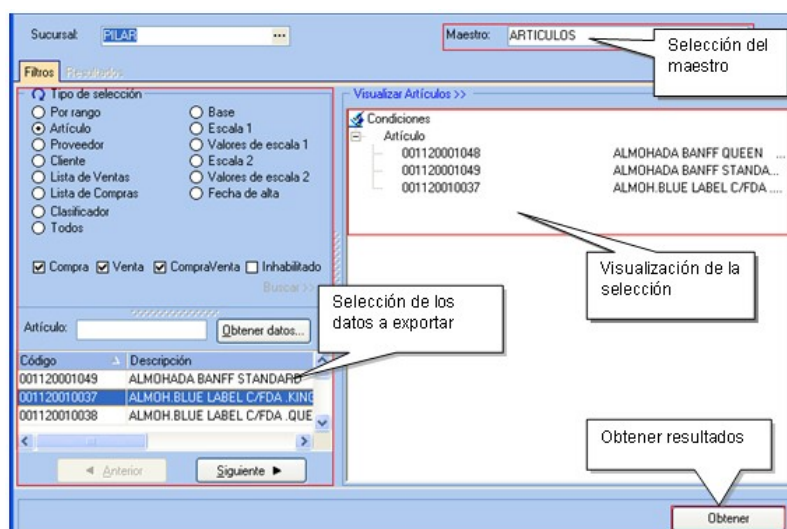 Sucursal: PILAR ...
Maestro: ARTICULOS
Selección del
maestro
Filtros Resultados
Tipo de selección
Por rango
Artículo
Proveedor
Cliente
Lista de Ventas
Lista de Compras
Clasificador
Todos
Base
Escala 1
Valores de escala 1
Escala 2
Valores de escala 2
Fecha de alta
Compra Venta CompraVenta Inhabilitado
Buscar >>
Artículo: Obtener datos...
Selección de los
datos a exportar
Código Descripción
001120001049 ALMOHADA BANFF STANDARD
001120010037 ALMOH.BLUE LABEL C/FDA .KING
001120010038 ALMOH.BLUE LABEL C/FDA .QUE
Anterior Siguiente
Visualizar Artículos >>
Condiciones
Artículo
001120001048 ALMOHADA BANFF QUEEN ...
001120001049 ALMOHADA BANFF STANDA...
001120010037 ALMOH.BLUE LABEL C/FDA ....
Visualización de la
selección
Obtener resultados
Obtener